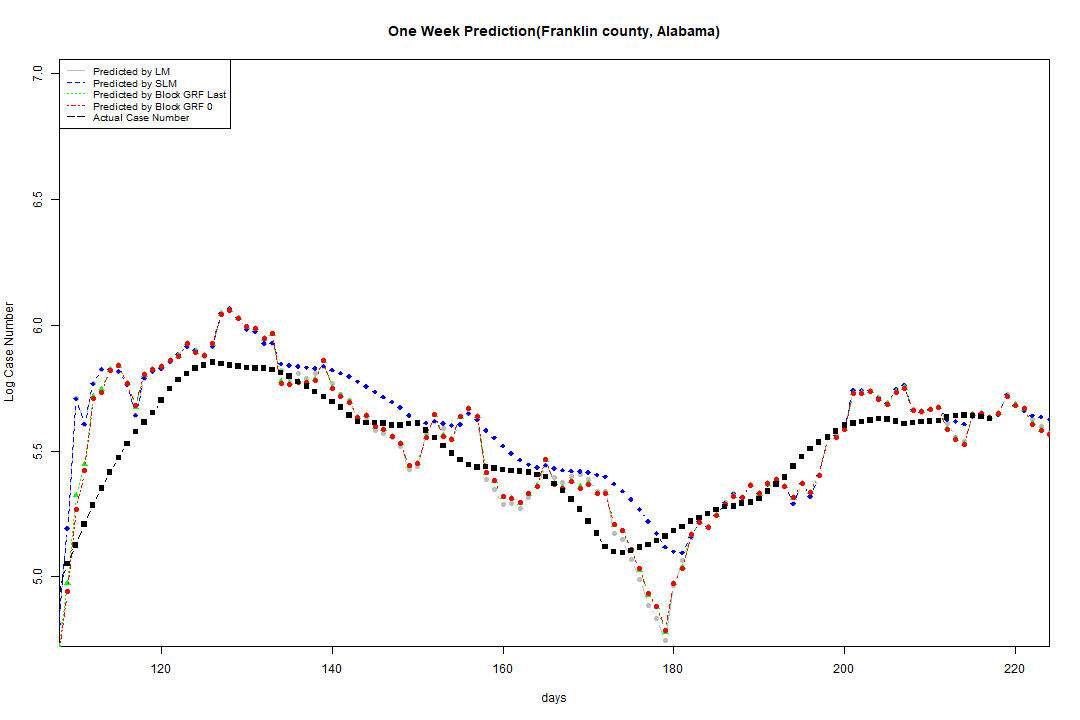 One Week Prediction(Franklin county, Alabama)
Predicted by LM
Predicted by SLM
Predicted by Block GRF Last
Predicted by Block GRF 0
Actual Case Number
7.0
6.5
6.0
5.5
5.0
Log Case Number
120 140 160 180 200 220
days